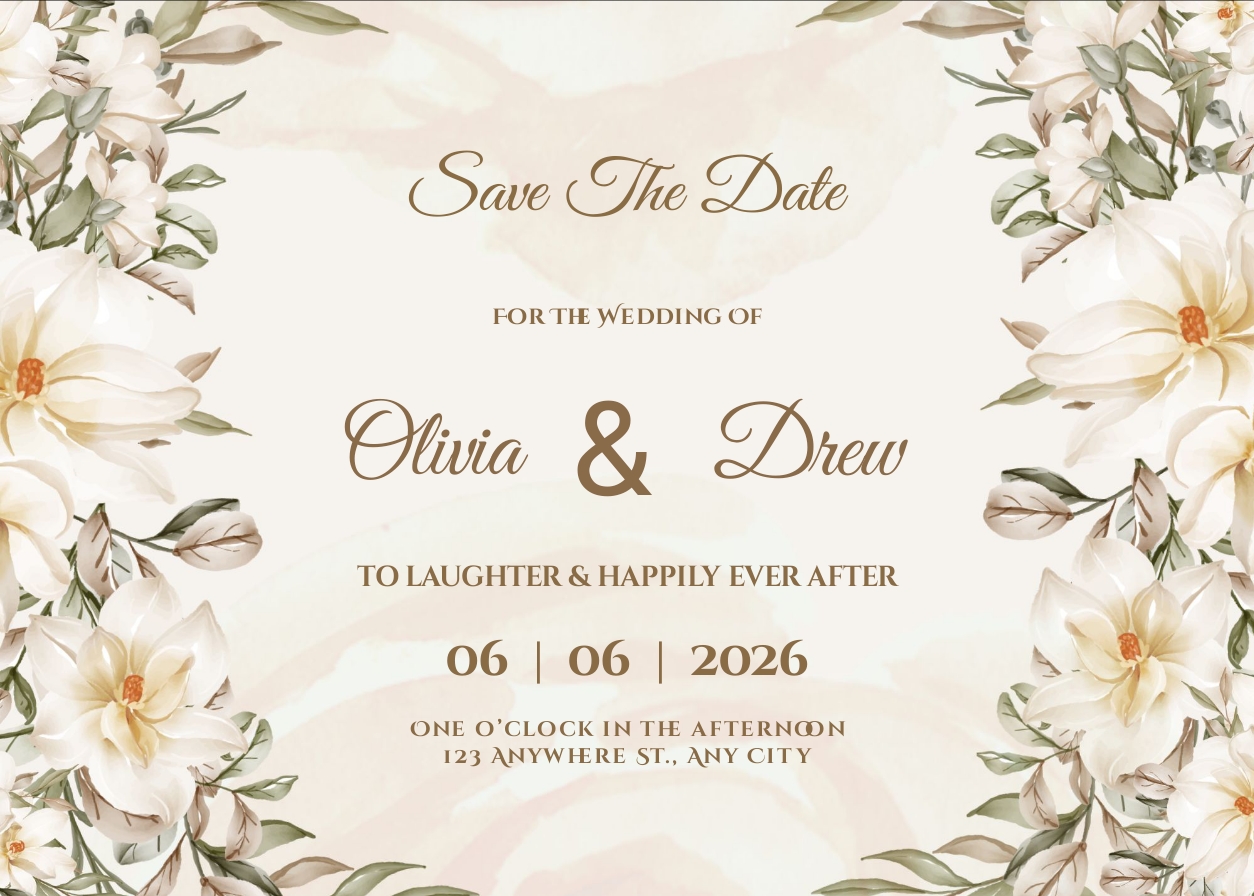 Save The Date
FOR THE WEDDING OF
Olivia & Drew
TO LAUGHTER & HAPPILY EVER AFTER
06 | 06 | 2026
ONE O’CLOCK IN THE AFTERNOON
123 ANYWHERE ST., ANY CITY